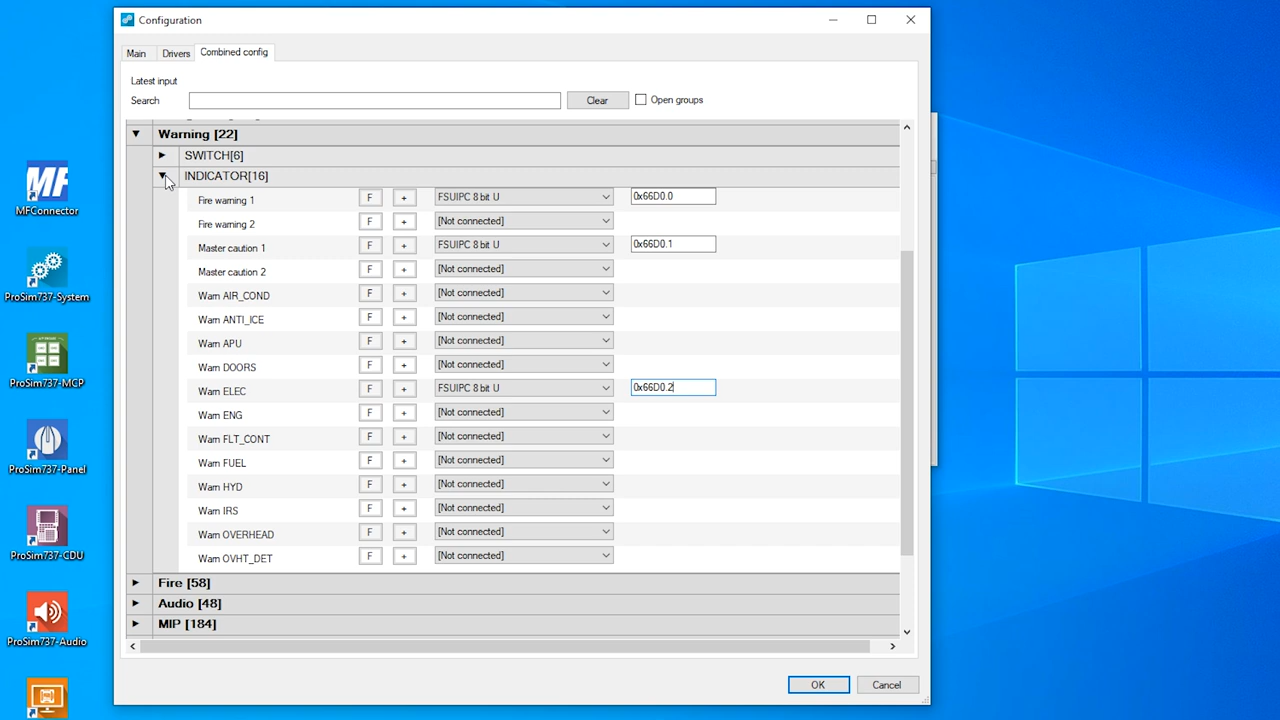 Configuration
Main
Drivers
Combined config
Latest input
Search
Clear
Open groups
Warning [22]
SWITCH[6]
INDICATOR[16]
Fire warning 1 F + FSUIPC 8 bit U 0x66D0.0
Fire warning 2 F + [Not connected]
Master caution 1 F + FSUIPC 8 bit U 0x66D0.1
Master caution 2 F + [Not connected]
Warn AIR_COND F + [Not connected]
Warn ANTI_ICE F + [Not connected]
Warn APU F + [Not connected]
Warn DOORS F + [Not connected]
Warn ELEC F + FSUIPC 8 bit U 0x66D0.2
Warn ENG F + [Not connected]
Warn FLT_CONT F + [Not connected]
Warn FUEL F + [Not connected]
Warn HYD F + [Not connected]
Warn IRS F + [Not connected]
Warn OVERHEAD F + [Not connected]
Warn OVHT_DET F + [Not connected]
Fire [58]
Audio [48]
MIP [184]
OK
Cancel
MF
MFConnector
ProSim737-System
ProSim737-MCP
ProSim737-Panel
ProSim737-CDU
ProSim737-Audio